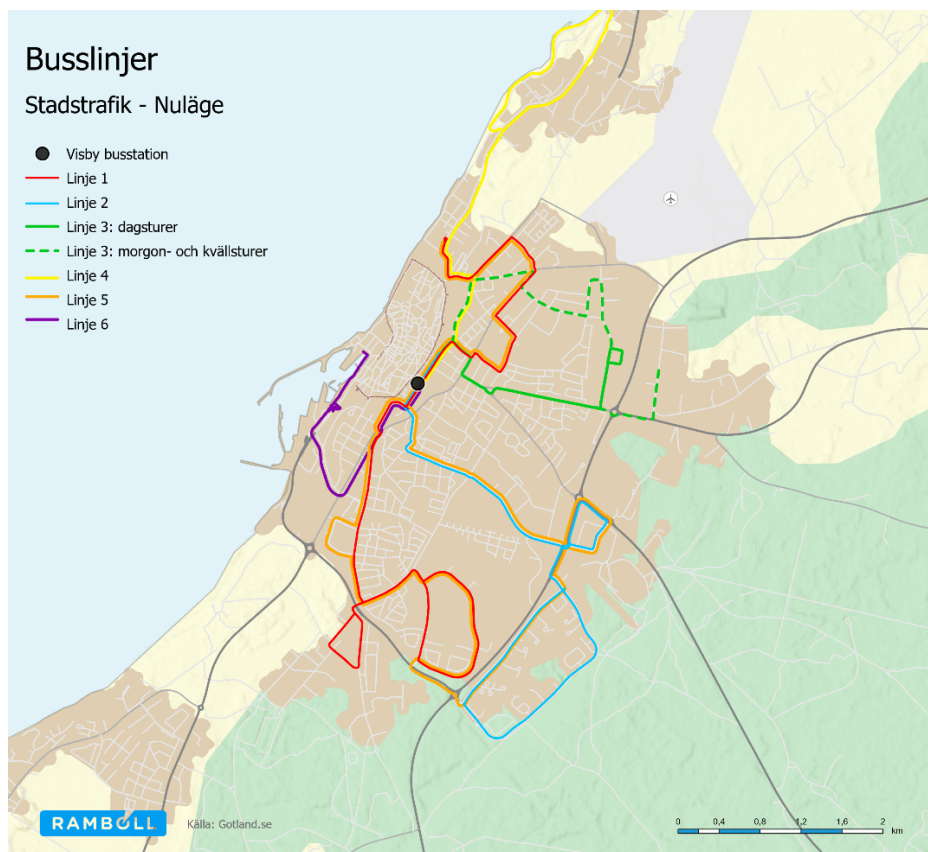 Busslinjer
Stadstrafik - Nuläge
Visby busstation
Linje 1
Linje 2
Linje 3: dagsturer
Linje 3: morgon- och kvällsturer
Linje 4
Linje 5
Linje 6
RAMBOLL
Källa: Gotland.se
0 0,4 0,8 1,2 1,6 2
km